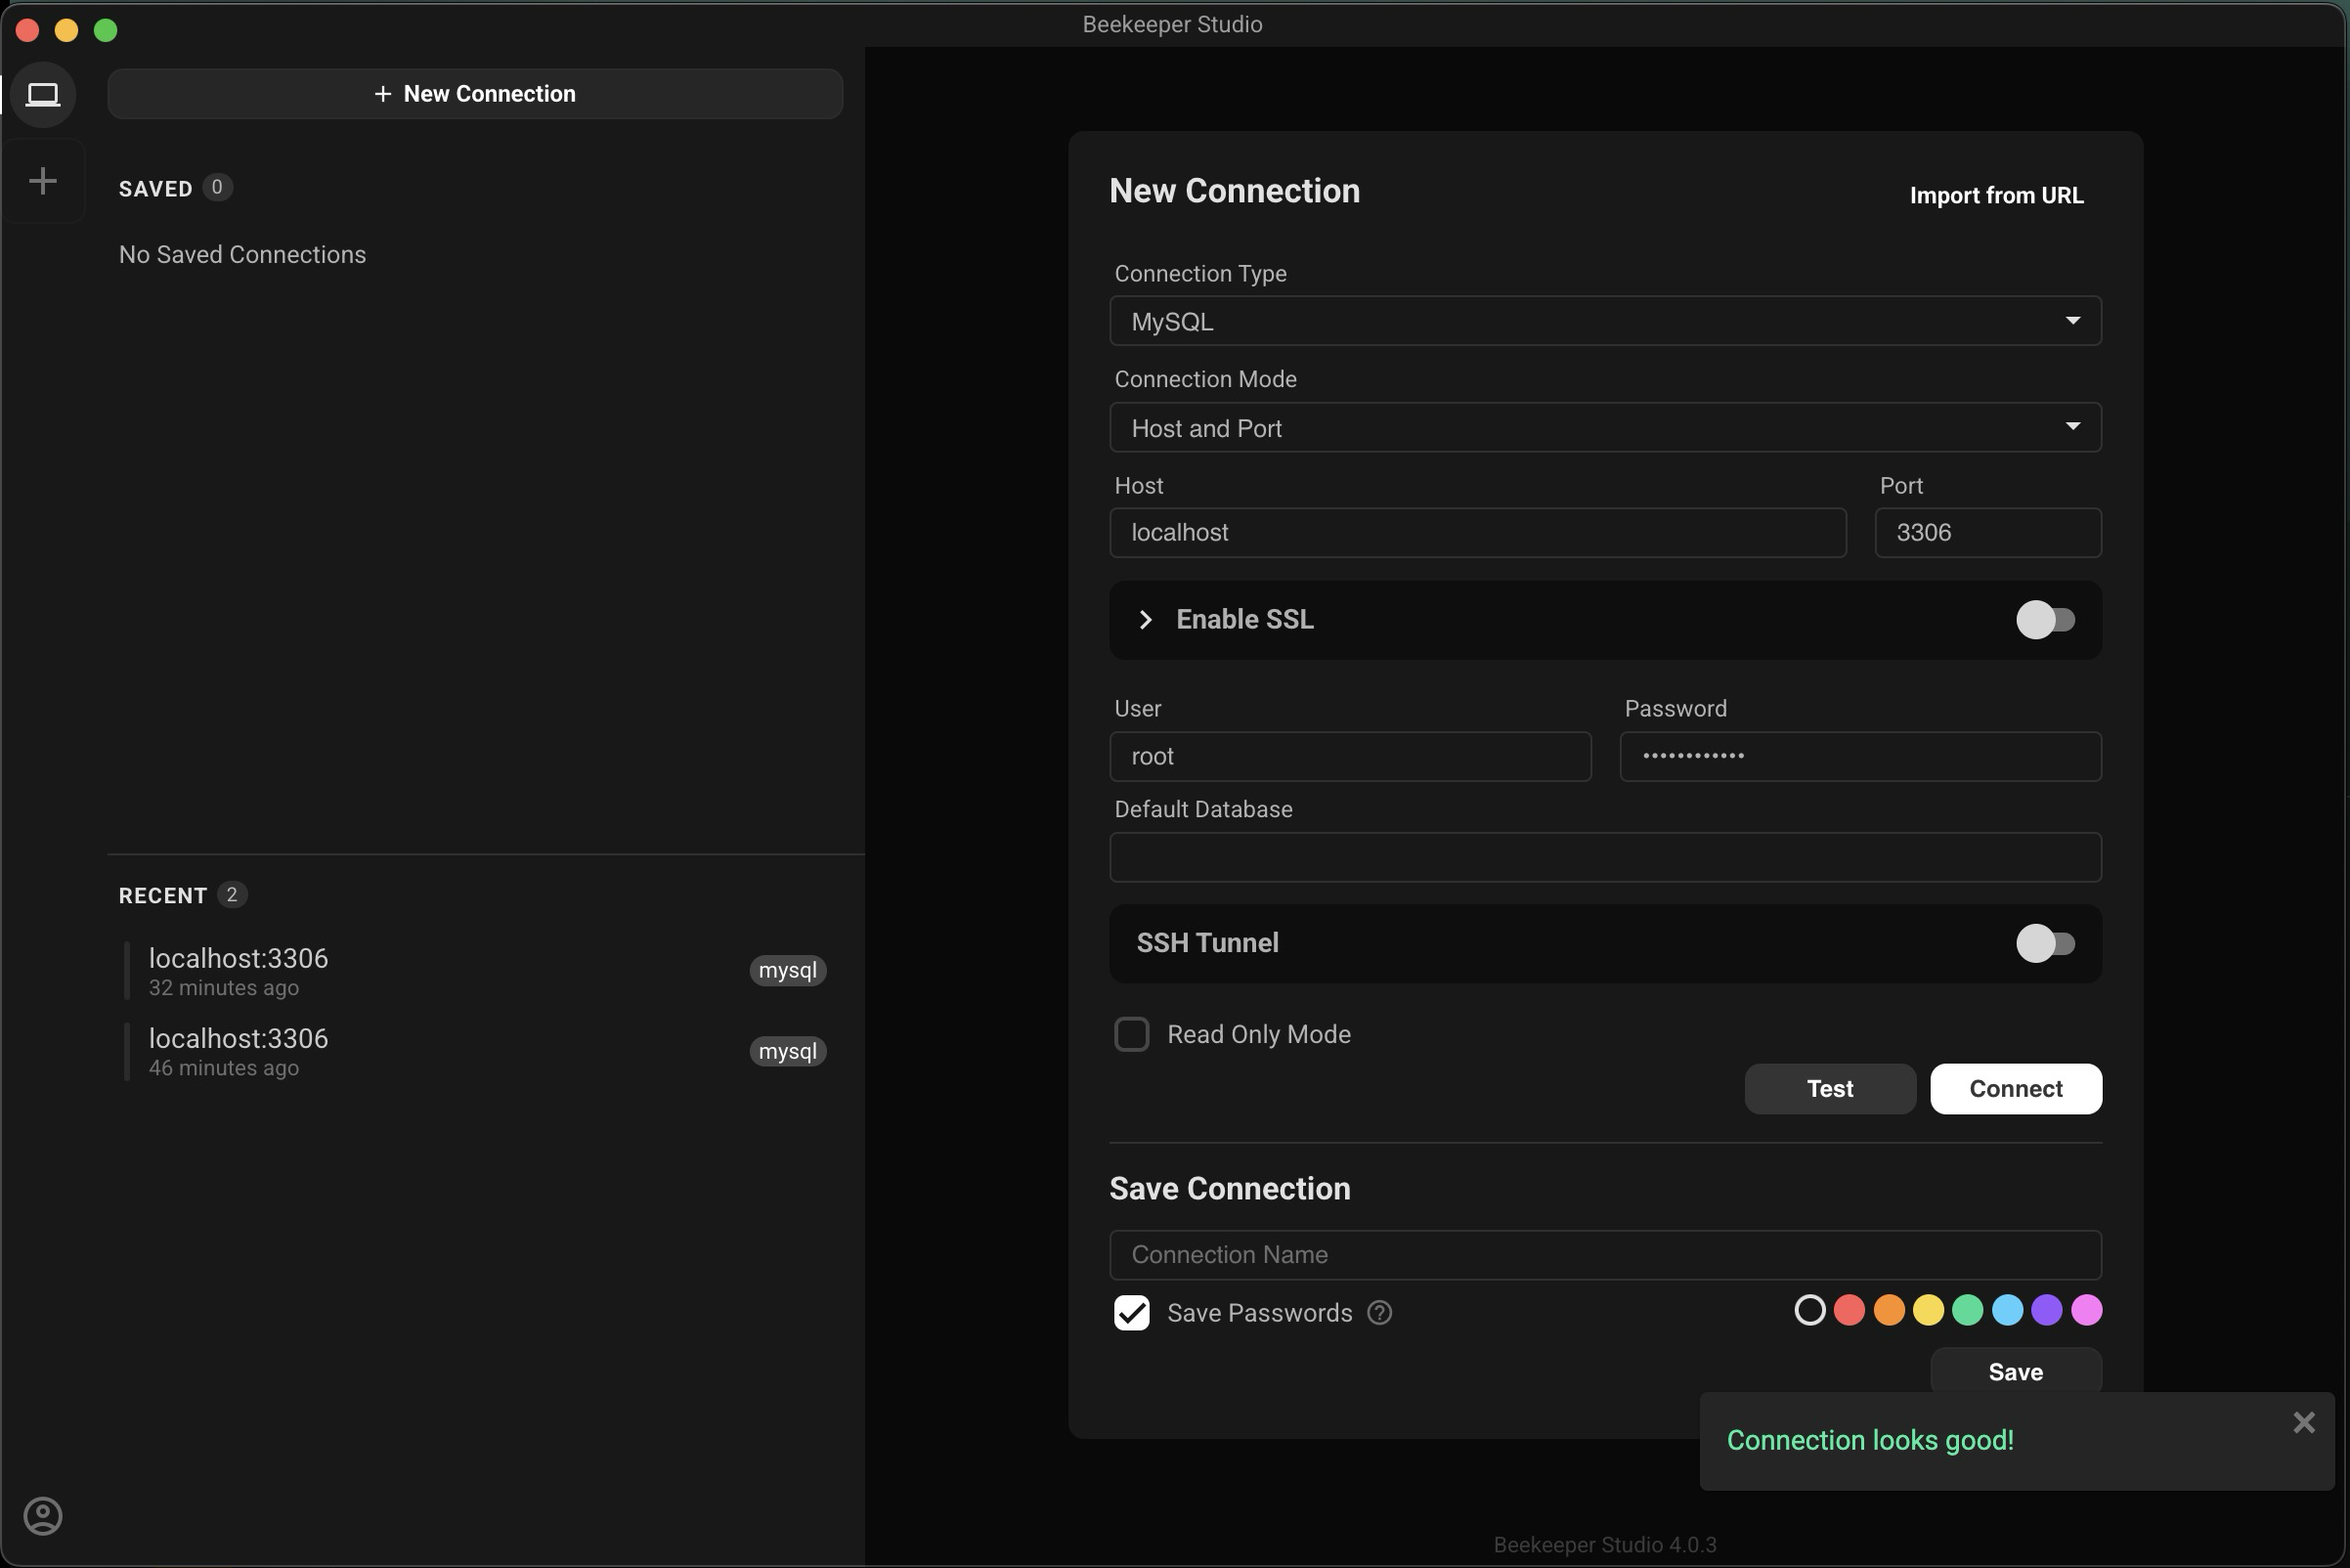 Beekeeper Studio
+ New Connection
SAVED 0
No Saved Connections
RECENT 2
localhost:3306
32 minutes ago
mysql
localhost:3306
46 minutes ago
mysql
New Connection
Import from URL
Connection Type
MySQL
Connection Mode
Host and Port
Host
Port
localhost
3306
Enable SSL
User
Password
root
••••••••••••
Default Database
SSH Tunnel
Read Only Mode
Test
Connect
Save Connection
Connection Name
Save Passwords ?
Save
Connection looks good!
Beekeeper Studio 4.0.3